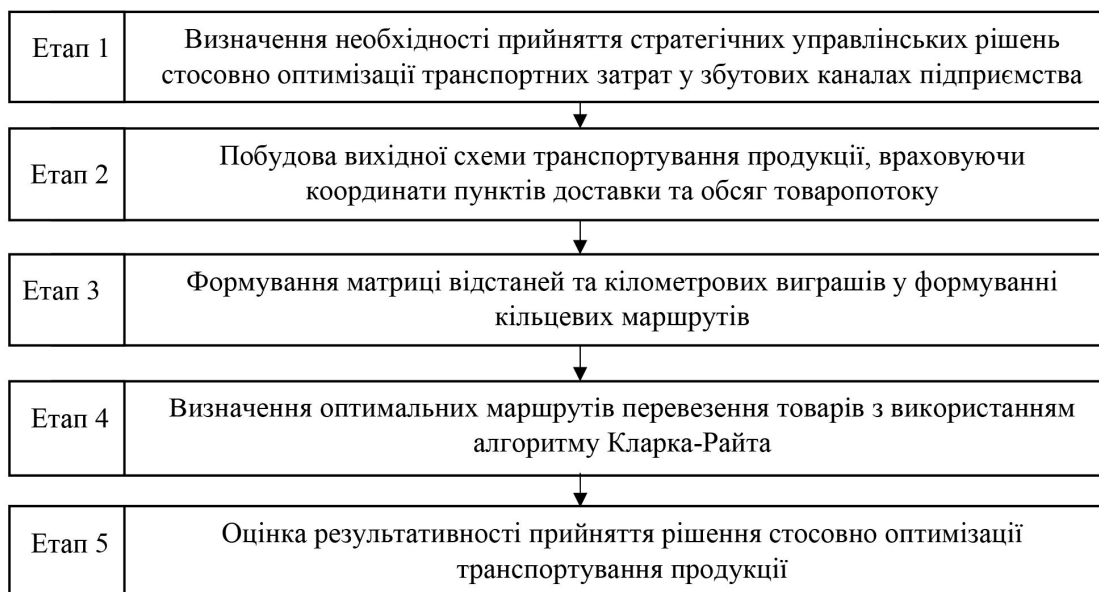 Етап 1
Визначення необхідності прийняття стратегічних управлінських рішень
стосовно оптимізації транспортних затрат у збутових каналах підприємства
Етап 2
Побудова вихідної схеми транспортування продукції, враховуючи
координати пунктів доставки та обсяг товаропотоку
Етап 3
Формування матриці відстаней та кілометрових виграшів у формуванні
кільцевих маршрутів
Етап 4
Визначення оптимальних маршрутів перевезення товарів з використанням
алгоритму Кларка-Райта
Етап 5
Оцінка результативності прийняття рішення стосовно оптимізації
транспортування продукції